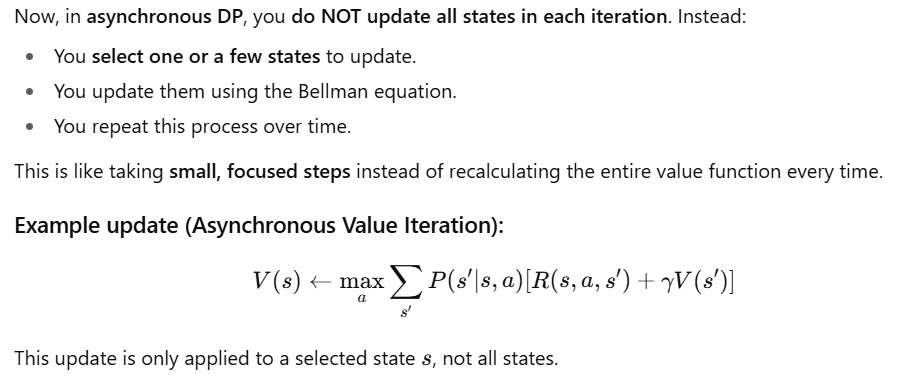 Now, in asynchronous DP, you do NOT update all states in each iteration. Instead:
• You select one or a few states to update.
• You update them using the Bellman equation.
• You repeat this process over time.
This is like taking small, focused steps instead of recalculating the entire value function every time.
Example update (Asynchronous Value Iteration):
V(s) ← max_a ∑_{s'} P(s'|s, a)[R(s, a, s') + γV(s')]
This update is only applied to a selected state s, not all states.